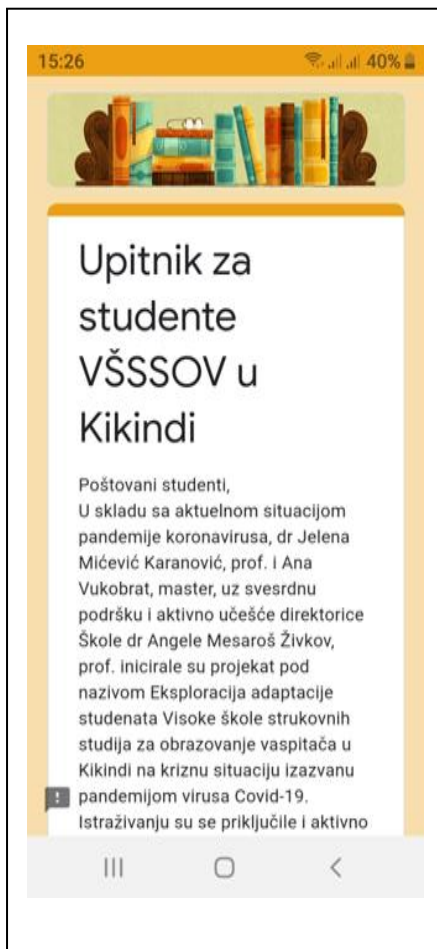 15:26 40%
Upitnik za
studente
VŠSSOV u
Kikindi
Poštovani studenti,
U skladu sa aktuelnom situacijom
pandemije koronavirusa, dr Jelena
Mićević Karanović, prof. i Ana
Vukobrat, master, uz svesrdnu
podršku i aktivno učešće direktorice
Škole dr Angele Mesaroš Živkov,
prof. inicirale su projekat pod
nazivom Eksploracija adaptacije
studenata Visoke škole strukovnih
studija za obrazovanje vaspitača u
Kikindi na kriznu situaciju izazvanu
pandemijom virusa Covid-19.
Istraživanju su se priključile i aktivno